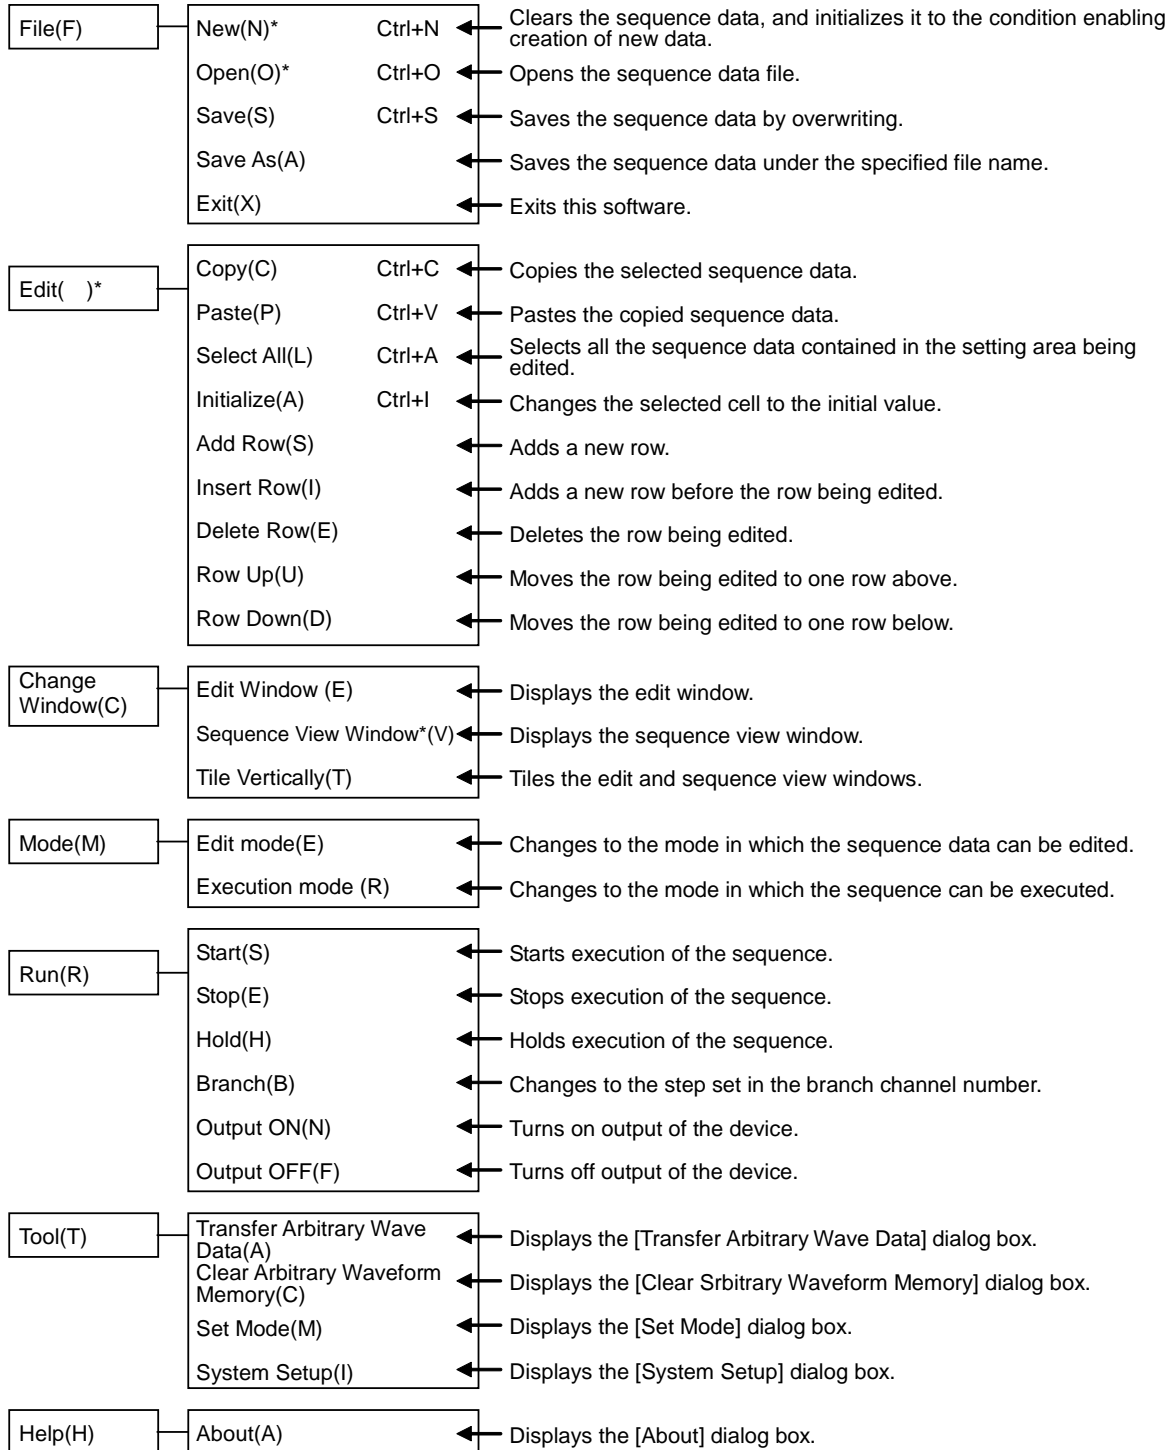 File(F)
New(N)* Ctrl+N Clears the sequence data, and initializes it to the condition enabling
creation of new data.
Open(O)* Ctrl+O Opens the sequence data file.
Save(S) Ctrl+S Saves the sequence data by overwriting.
Save As(A) Saves the sequence data under the specified file name.
Exit(X) Exits this software.
Edit( )*
Copy(C) Ctrl+C Copies the selected sequence data.
Paste(P) Ctrl+V Pastes the copied sequence data.
Select All(L) Ctrl+A Selects all the sequence data contained in the setting area being
edited.
Initialize(A) Ctrl+I Changes the selected cell to the initial value.
Add Row(S) Adds a new row.
Insert Row(I) Adds a new row before the row being edited.
Delete Row(E) Deletes the row being edited.
Row Up(U) Moves the row being edited to one row above.
Row Down(D) Moves the row being edited to one row below.
Change
Window(C)
Edit Window (E) Displays the edit window.
Sequence View Window*(V) Displays the sequence view window.
Tile Vertically(T) Tiles the edit and sequence view windows.
Mode(M)
Edit mode(E) Changes to the mode in which the sequence data can be edited.
Execution mode (R) Changes to the mode in which the sequence can be executed.
Run(R)
Start(S) Starts execution of the sequence.
Stop(E) Stops execution of the sequence.
Hold(H) Holds execution of the sequence.
Branch(B) Changes to the step set in the branch channel number.
Output ON(N) Turns on output of the device.
Output OFF(F) Turns off output of the device.
Tool(T)
Transfer Arbitrary Wave
Data(A) Displays the [Transfer Arbitrary Wave Data] dialog box.
Clear Arbitrary Waveform
Memory(C) Displays the [Clear Srbitrary Waveform Memory] dialog box.
Set Mode(M) Displays the [Set Mode] dialog box.
System Setup(I) Displays the [System Setup] dialog box.
Help(H)
About(A) Displays the [About] dialog box.